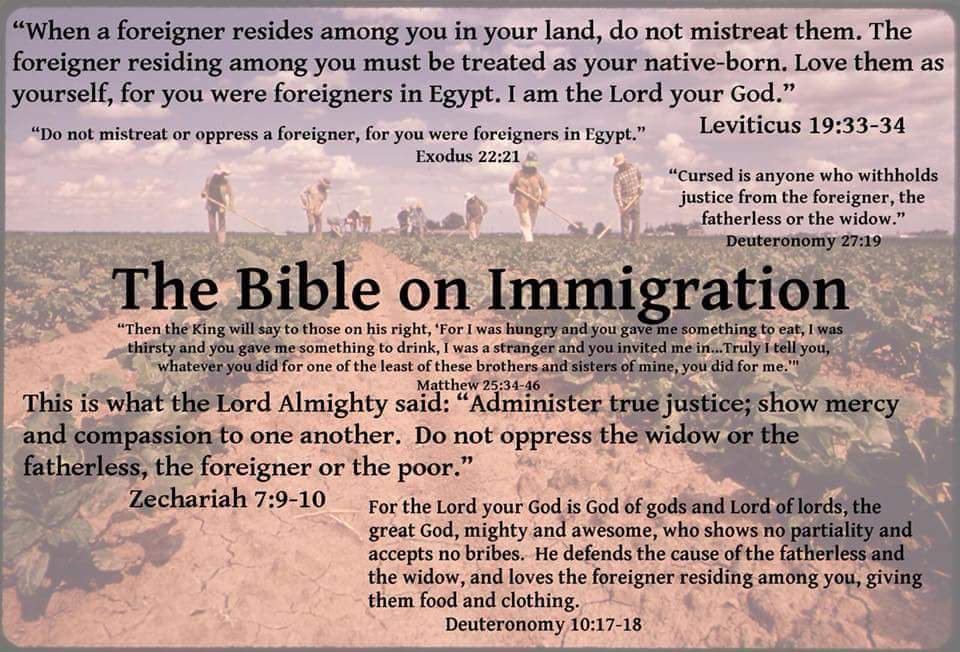 “When a foreigner resides among you in your land, do not mistreat them. The
foreigner residing among you must be treated as your native-born. Love them as
yourself, for you were foreigners in Egypt. I am the Lord your God.”
Leviticus 19:33-34
“Do not mistreat or oppress a foreigner, for you were foreigners in Egypt.”
Exodus 22:21
“Cursed is anyone who withholds
justice from the foreigner, the
fatherless or the widow.”
Deuteronomy 27:19
The Bible on Immigration
“Then the King will say to those on his right, ‘For I was hungry and you gave me something to eat, I was
thirsty and you gave me something to drink, I was a stranger and you invited me in...Truly I tell you,
whatever you did for one of the least of these brothers and sisters of mine, you did for me.'"
Matthew 25:34-46
This is what the Lord Almighty said: “Administer true justice; show mercy
and compassion to one another.  Do not oppress the widow or the
fatherless, the foreigner or the poor.”
Zechariah 7:9-10
For the Lord your God is God of gods and Lord of lords, the
great God, mighty and awesome, who shows no partiality and
accepts no bribes.  He defends the cause of the fatherless and
the widow, and loves the foreigner residing among you, giving
them food and clothing.
Deuteronomy 10:17-18